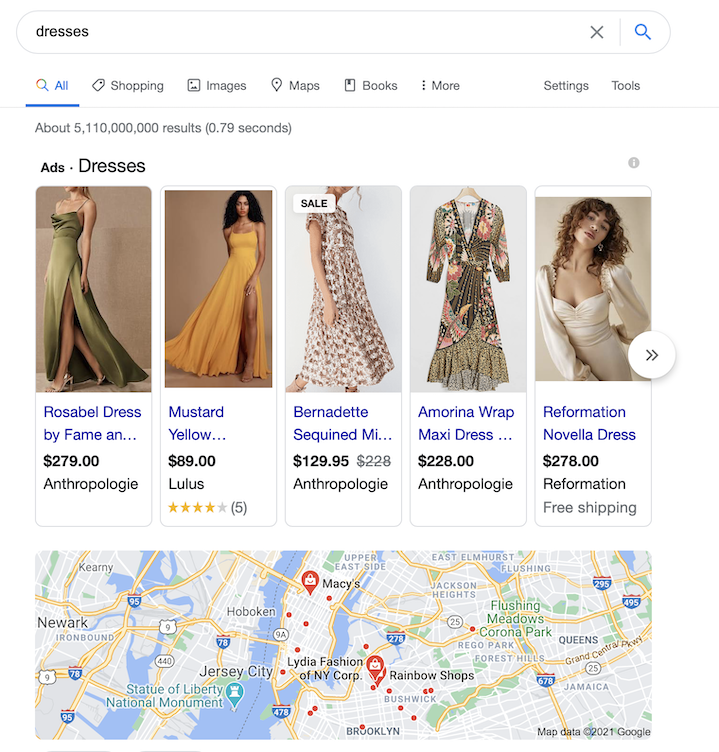 dresses
All
Shopping
Images
Maps
Books
More
Settings
Tools
About 5,110,000,000 results (0.79 seconds)
Ads · Dresses
SALE
Rosabel Dress
by Fame an...
$279.00
Anthropologie
Mustard
Yellow...
$89.00
Lulus
(5)
Bernadette
Sequined Mi...
$129.95 $228
Anthropologie
Amorina Wrap
Maxi Dress ...
$228.00
Anthropologie
Reformation
Novella Dress
$278.00
Reformation
Free shipping
Kearny
UPPER
EAST SIDE
EAST ELMHURST
FLUSHING
Macy's
JACKSON
HEIGHTS
295
95
495
Hoboken
Flushing
Meadows
Corona Park
Newark
9
IRONBOUND
9A
25
78
278
QUEENS
REGO PARK
Grand Central Pkwy
FOREST HILLS
440
Jersey City
Lydia Fashion
of NY Corp.
Rainbow Shops
25
9
78
678
JAMAICA
Statue of Liberty
National Monument
BUSHWICK
95
478
BROOKLYN
Map data ©2021 Google